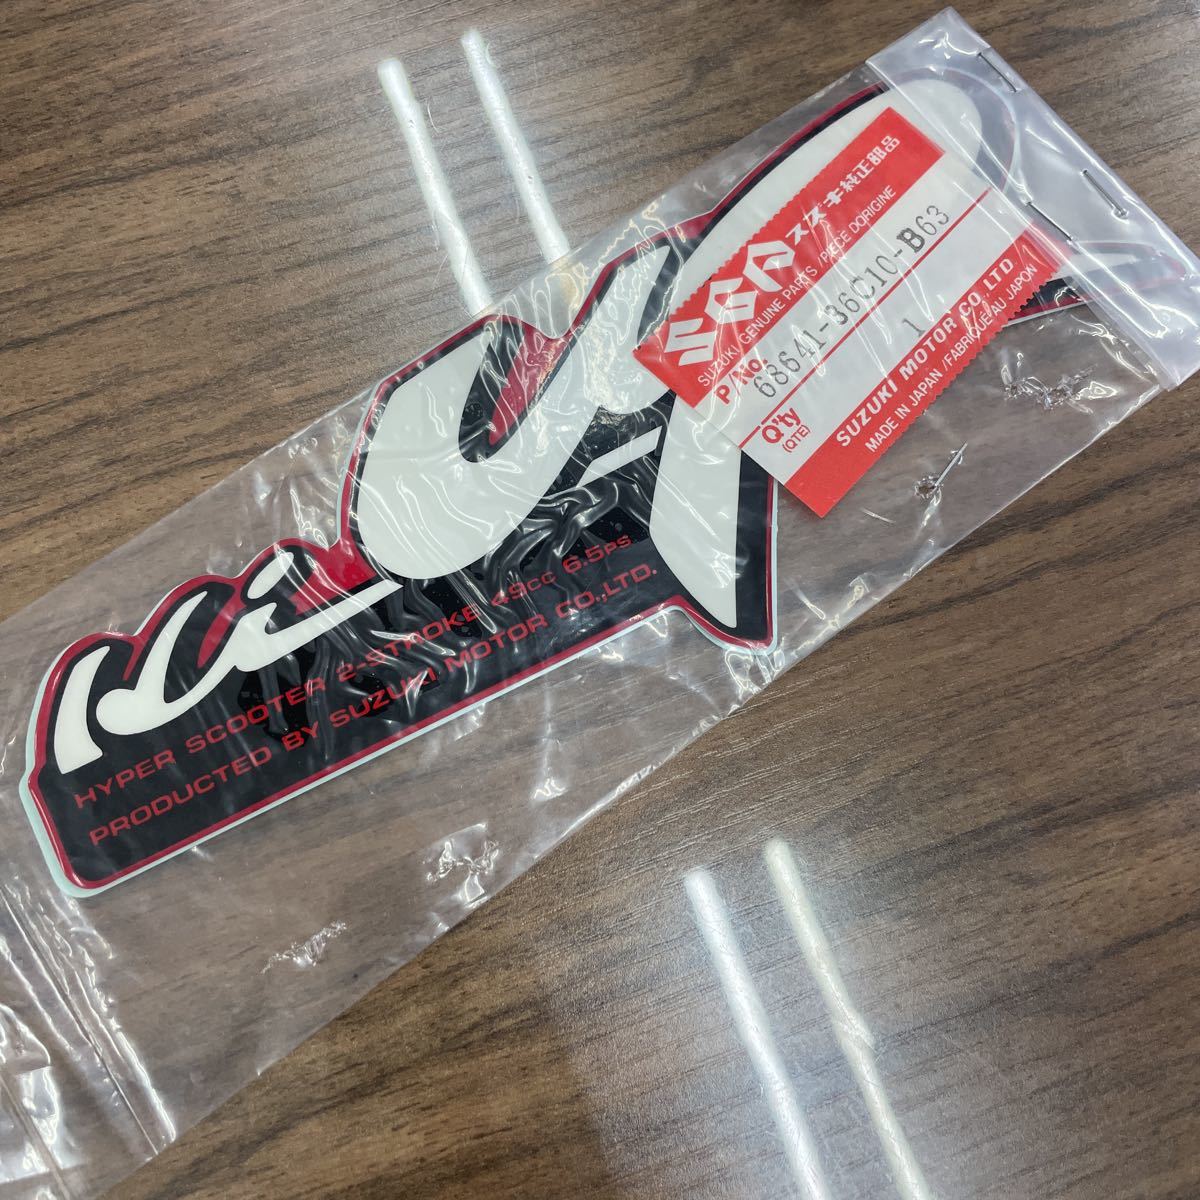 Hi
HYPER SCOOTER 2-STROKE 49cc 6.5PS
PRODUCED BY SUZUKI MOTOR CO.,LTD.
SGP スズキ純正部品
SUZUKI GENUINE PARTS /PIECE DORIGINE
P/No.
68641-36C10-B63
Q'ty
(QTE)
1
SUZUKI MOTOR CO.,LTD
MADE IN JAPAN /FABRIQUE AU JAPON